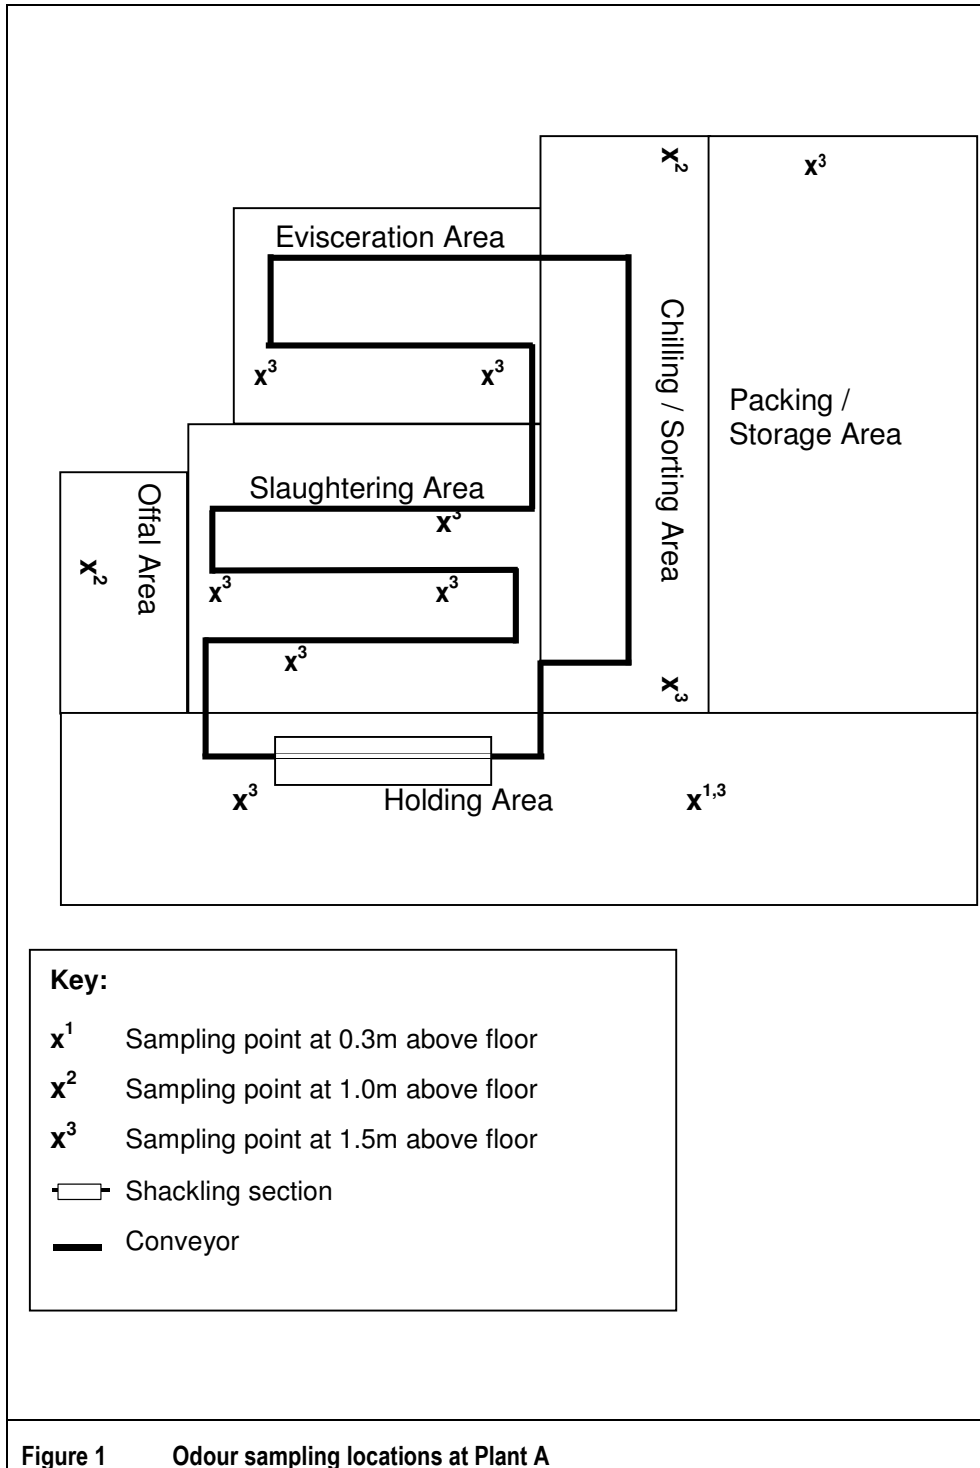 x2
x3
Evisceration Area
x3
x3
Chilling / Sorting Area
Packing /
Storage Area
Slaughtering Area
x3
Offal Area
x2
x3
x3
x3
x3
x3
Holding Area
x1,3
Key:
x1 Sampling point at 0.3m above floor
x2 Sampling point at 1.0m above floor
x3 Sampling point at 1.5m above floor
Shackling section
Conveyor
Figure 1 Odour sampling locations at Plant A